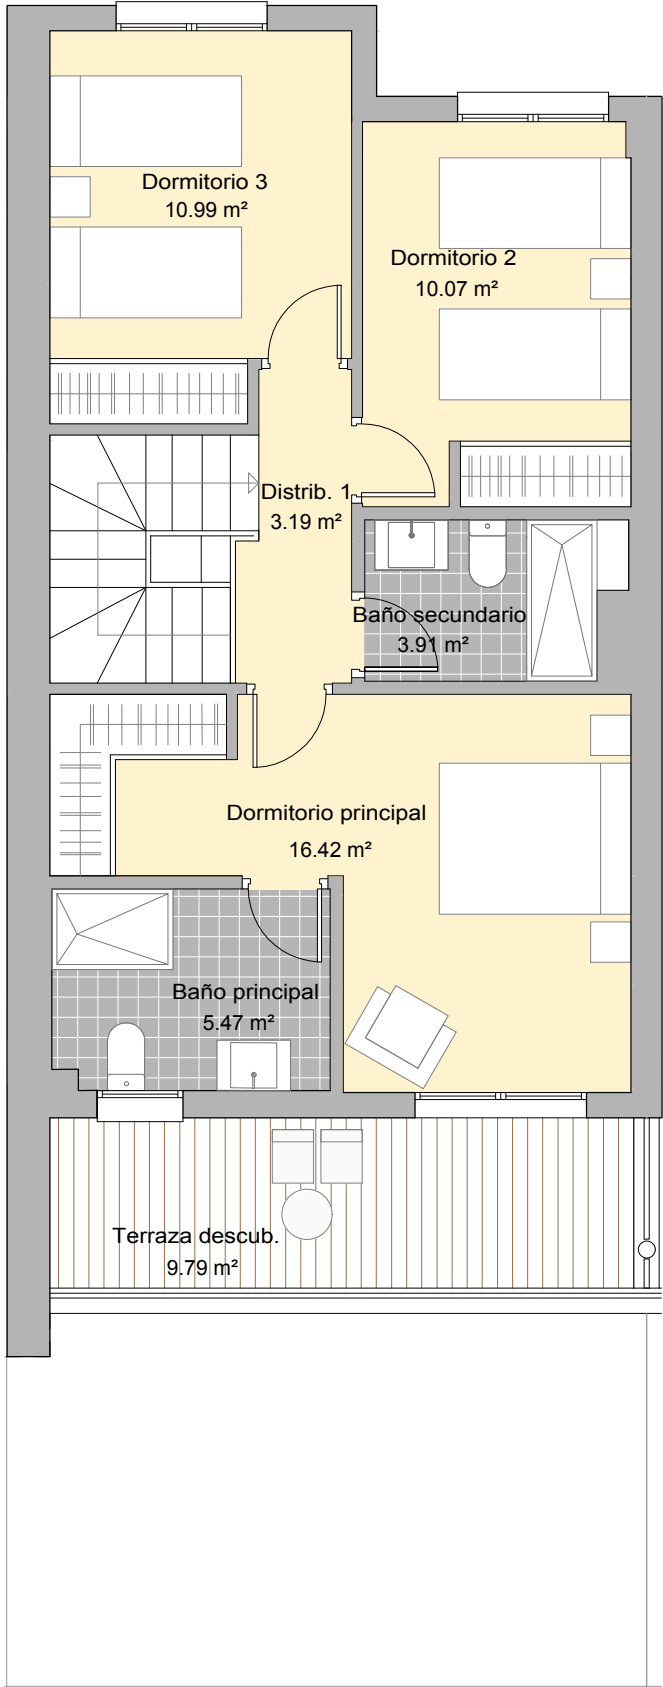 Dormitorio 3
10.99 m²
Dormitorio 2
10.07 m²
Distrib. 1
3.19 m²
Baño secundario
3.91 m²
Dormitorio principal
16.42 m²
Baño principal
5.47 m²
Terraza descub.
9.79 m²